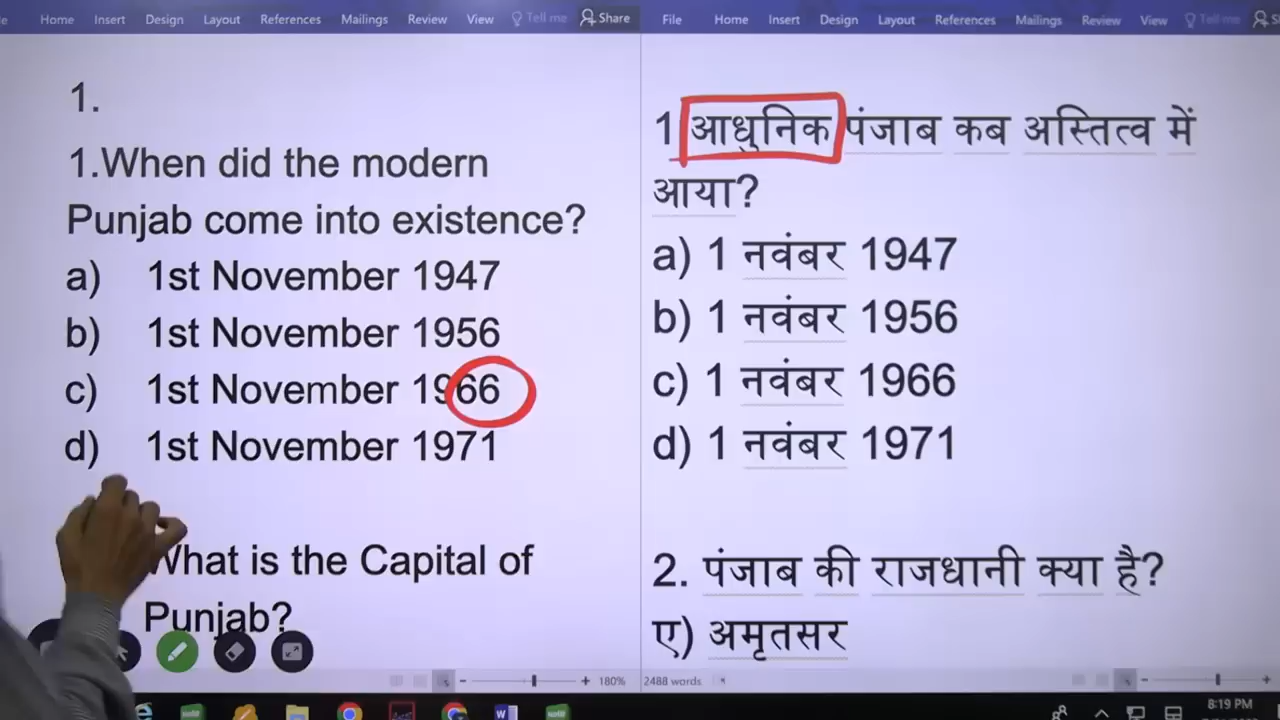 Home Insert Design Layout References Mailings Review View Tell me Share
File Home Insert Design Layout References Mailings Review View Tell me
1.
1.When did the modern
Punjab come into existence?
a) 1st November 1947
b) 1st November 1956
c) 1st November 1966
d) 1st November 1971
What is the Capital of
Punjab?
1 आधुनिक पंजाब कब अस्तित्व में
आया?
a) 1 नवंबर 1947
b) 1 नवंबर 1956
c) 1 नवंबर 1966
d) 1 नवंबर 1971
2. पंजाब की राजधानी क्या है?
ए) अमृतसर
180% 2488 words
8:19 PM